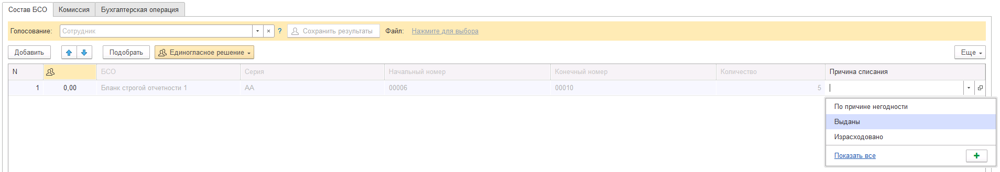 Состав БСО Комиссия Бухгалтерская операция
Голосование: Сотрудник ? Сохранить результаты Файл: Нажмите для выбора
Добавить Подобрать Единогласное решение Еще
N БСО Серия Начальный номер Конечный номер Количество Причина списания
1 0,00 Бланк строгой отчетности 1 АА 00006 00010 5
По причине негодности
Выданы
Израсходовано
Показать все